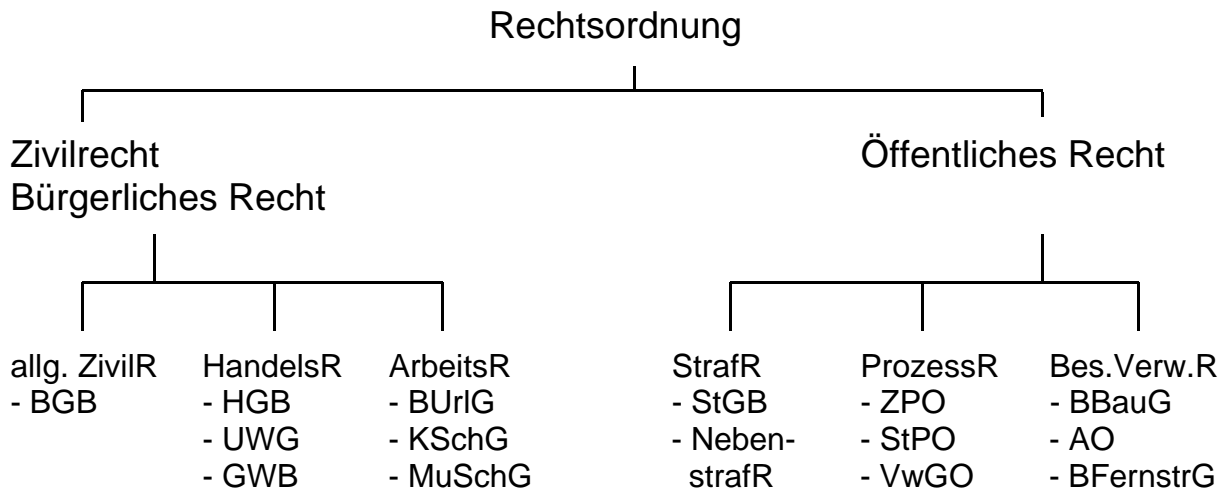 Rechtsordnung
Zivilrecht
Bürgerliches Recht
Öffentliches Recht
allg. ZivilR
- BGB
HandelsR
- HGB
- UWG
- GWB
ArbeitsR
- BUrlG
- KSchG
- MuSchG
StrafR
- StGB
- Neben-
strafR
ProzessR
- ZPO
- StPO
- VwGO
Bes.Verw.R
- BBauG
- AO
- BFernstrG